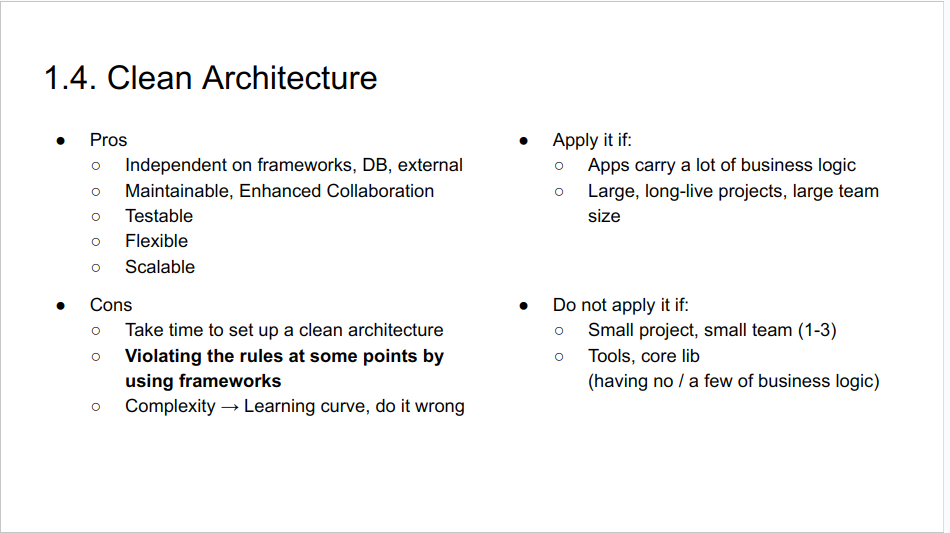 1.4. Clean Architecture
● Pros
○ Independent on frameworks, DB, external
○ Maintainable, Enhanced Collaboration
○ Testable
○ Flexible
○ Scalable
● Cons
○ Take time to set up a clean architecture
○ Violating the rules at some points by
using frameworks
○ Complexity → Learning curve, do it wrong
● Apply it if:
○ Apps carry a lot of business logic
○ Large, long-live projects, large team
size
● Do not apply it if:
○ Small project, small team (1-3)
○ Tools, core lib
(having no / a few of business logic)